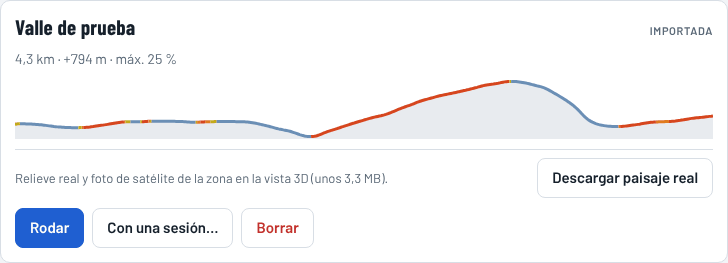 Valle de prueba
IMPORTADA
4,3 km · +794 m · máx. 25 %
Relieve real y foto de satélite de la zona en la vista 3D (unos 3,3 MB).
Descargar paisaje real
Rodar
Con una sesión...
Borrar